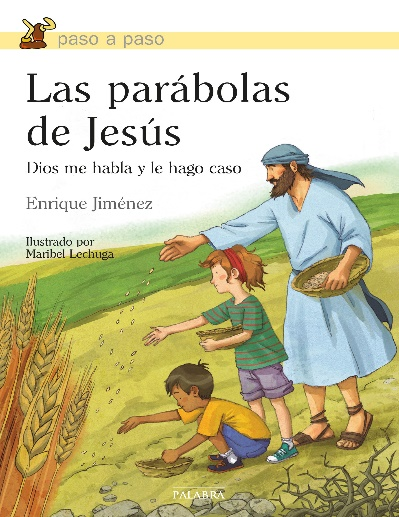 paso a paso
Las parábolas
de Jesús
Dios me habla y le hago caso
Enrique Jiménez
Ilustrado por
Maribel Lechuga
PALABRA